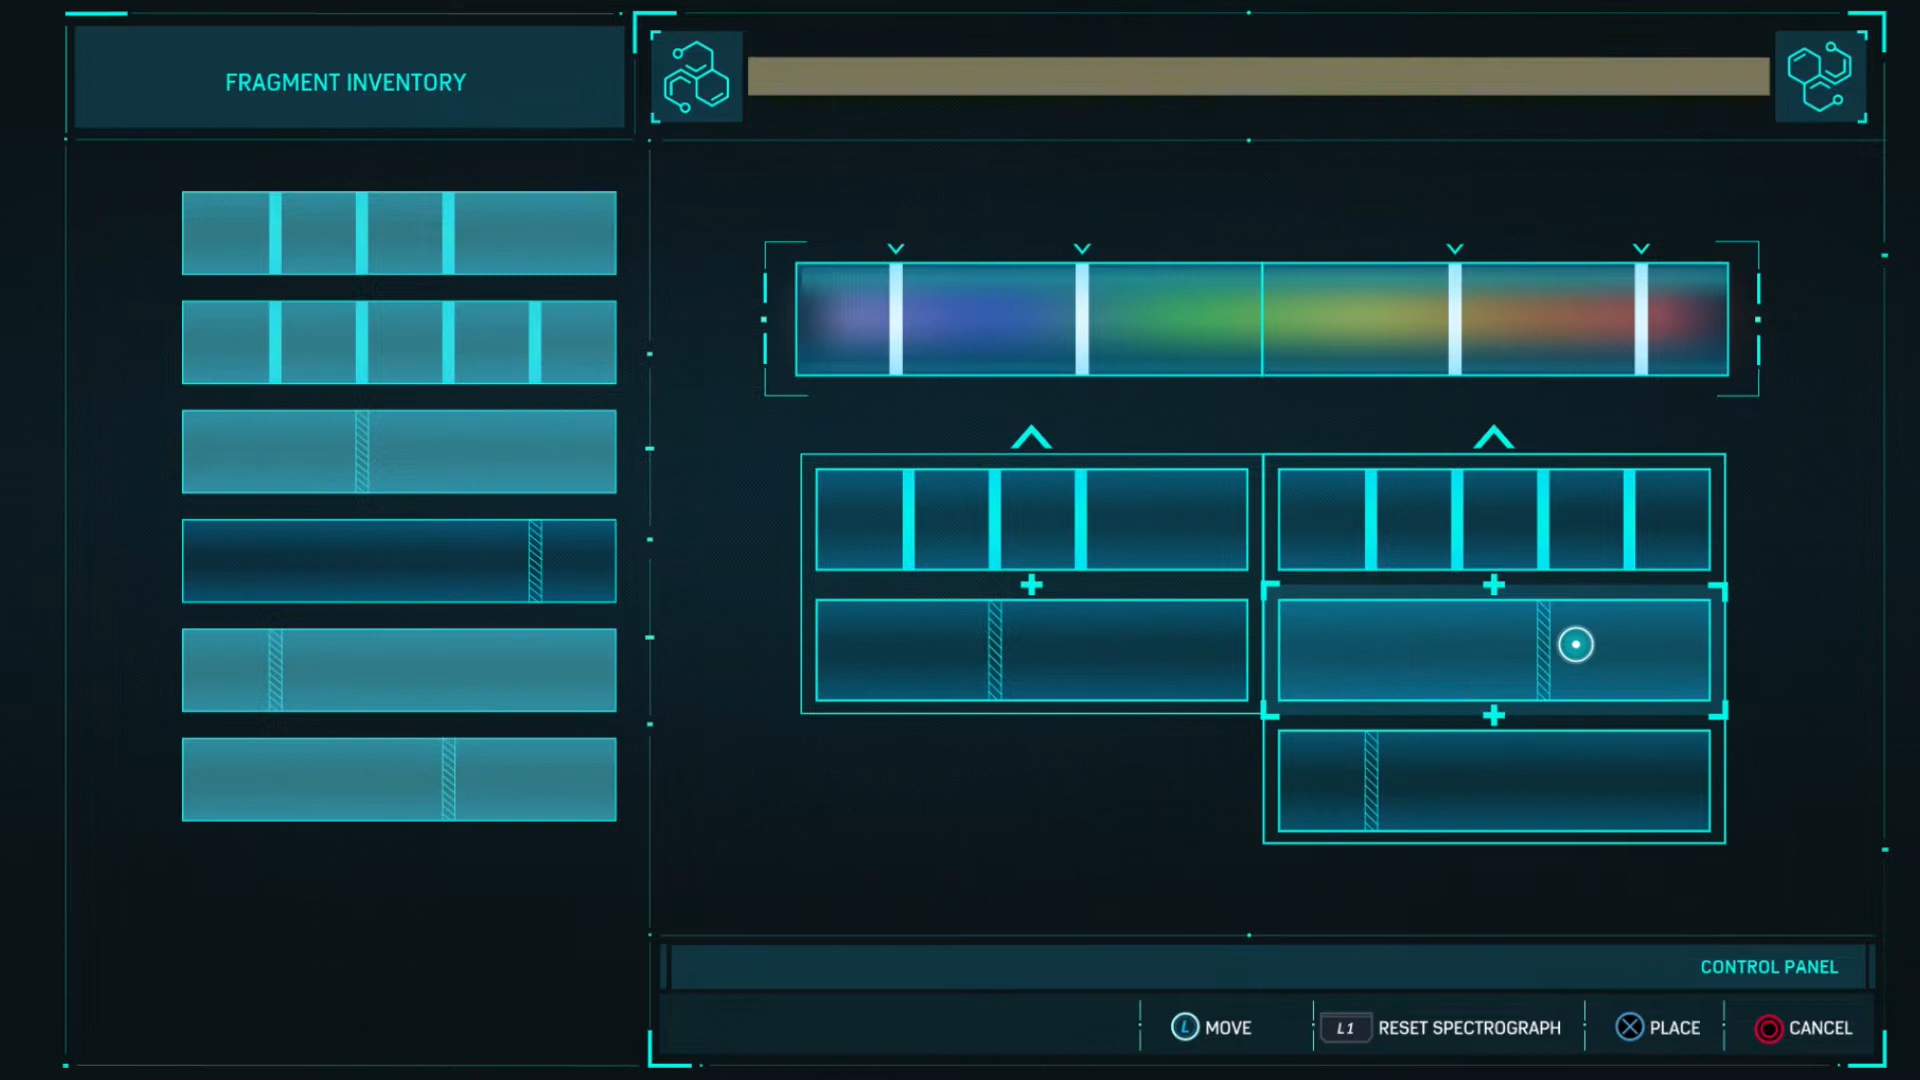 FRAGMENT INVENTORY
CONTROL PANEL
L MOVE
L1 RESET SPECTROGRAPH
PLACE
CANCEL